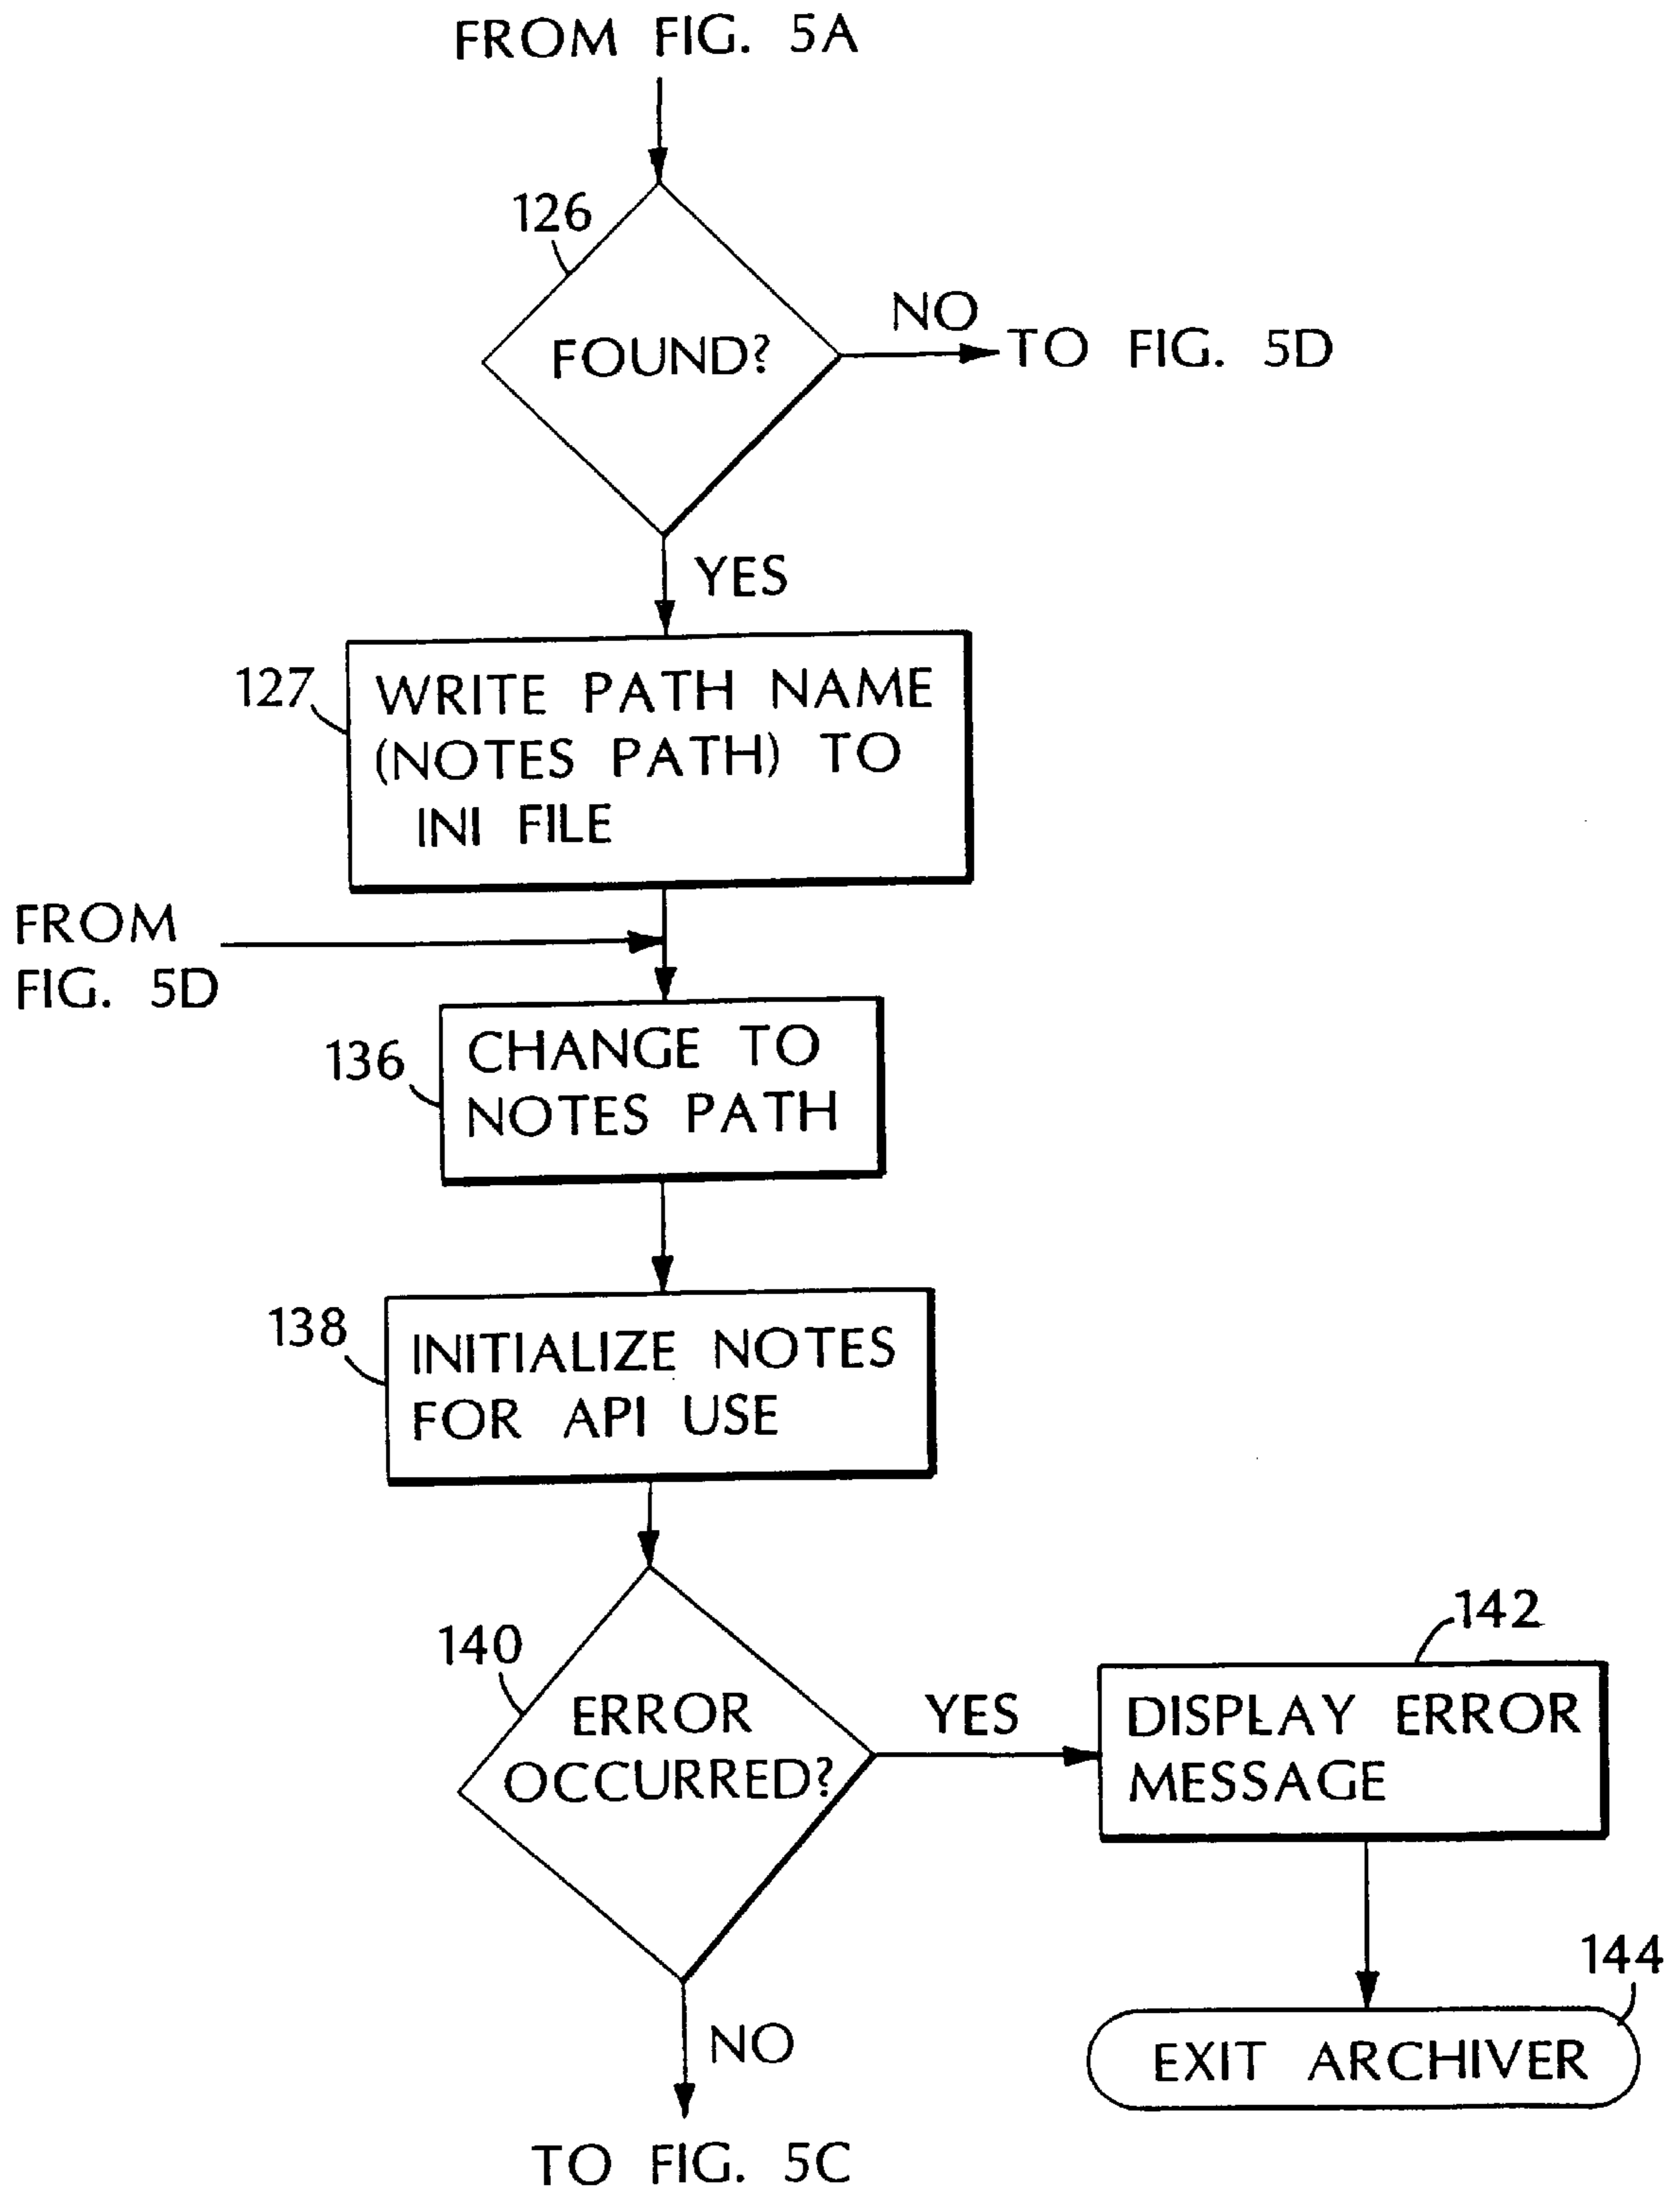 FROM FIG. 5A
126
FOUND?
NO
TO FIG. 5D
YES
127
WRITE PATH NAME
(NOTES PATH) TO
INI FILE
FROM
FIG. 5D
136
CHANGE TO
NOTES PATH
138
INITIALIZE NOTES
FOR API USE
140
ERROR
OCCURRED?
YES
142
DISPLAY ERROR
MESSAGE
144
EXIT ARCHIVER
NO
TO FIG. 5C